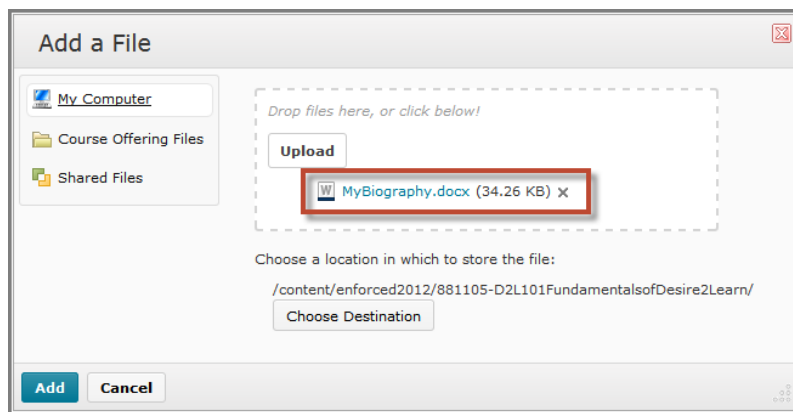 Add a File
My Computer
Course Offering Files
Shared Files
Drop files here, or click below!
Upload
MyBiography.docx (34.26 KB) ×
Choose a location in which to store the file:
/content/enforced2012/881105-D2L101FundamentalsofDesire2Learn/
Choose Destination
Add Cancel